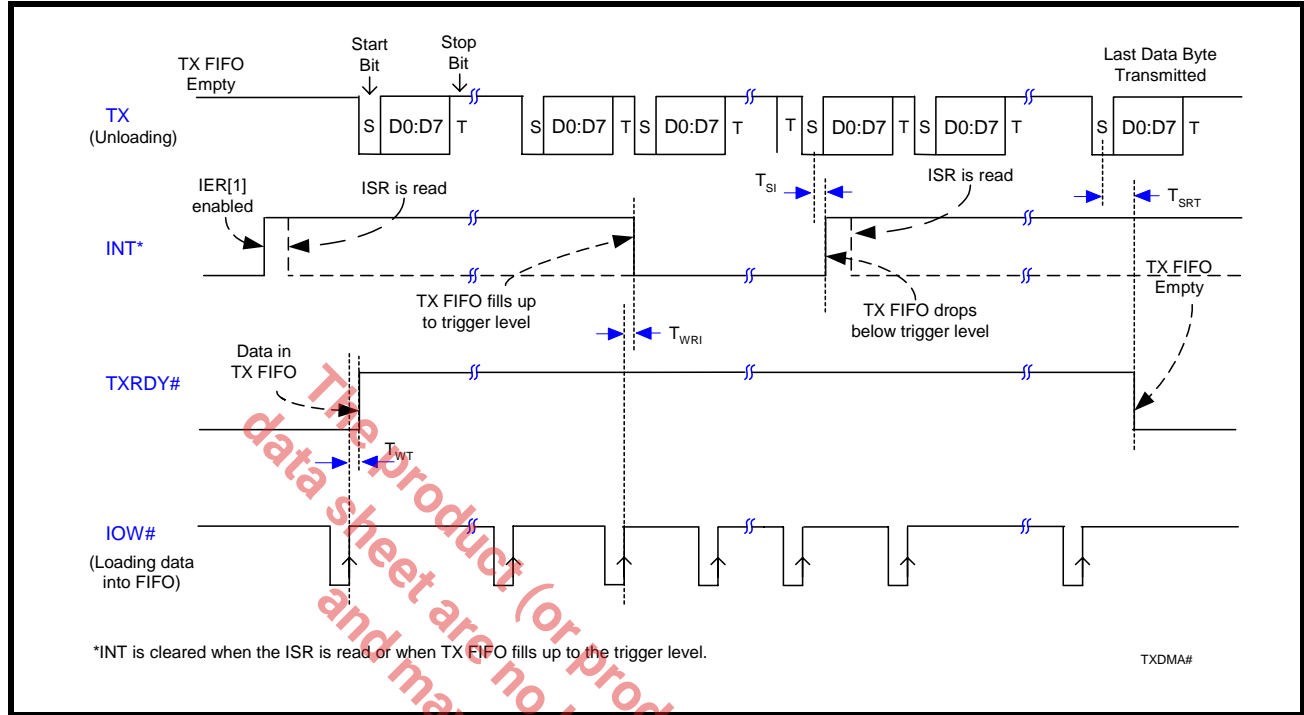 Start
Bit
Stop
Bit
TX FIFO
Empty
Last Data Byte
Transmitted
TX
(Unloading)
S D0:D7 T S D0:D7 T S D0:D7 T T S D0:D7 T S D0:D7 T S D0:D7 T
IER[1]
enabled
ISR is read
TSI
ISR is read
TSRT
INT*
TX FIFO fills up
to trigger level
TX FIFO drops
below trigger level
TX FIFO
Empty
TWRI
Data in
TX FIFO
TXRDY#
TWT
IOW#
(Loading data
into FIFO)
*INT is cleared when the ISR is read or when TX FIFO fills up to the trigger level.
TXDMA#
The product (or prod
data sheet are no
and ma